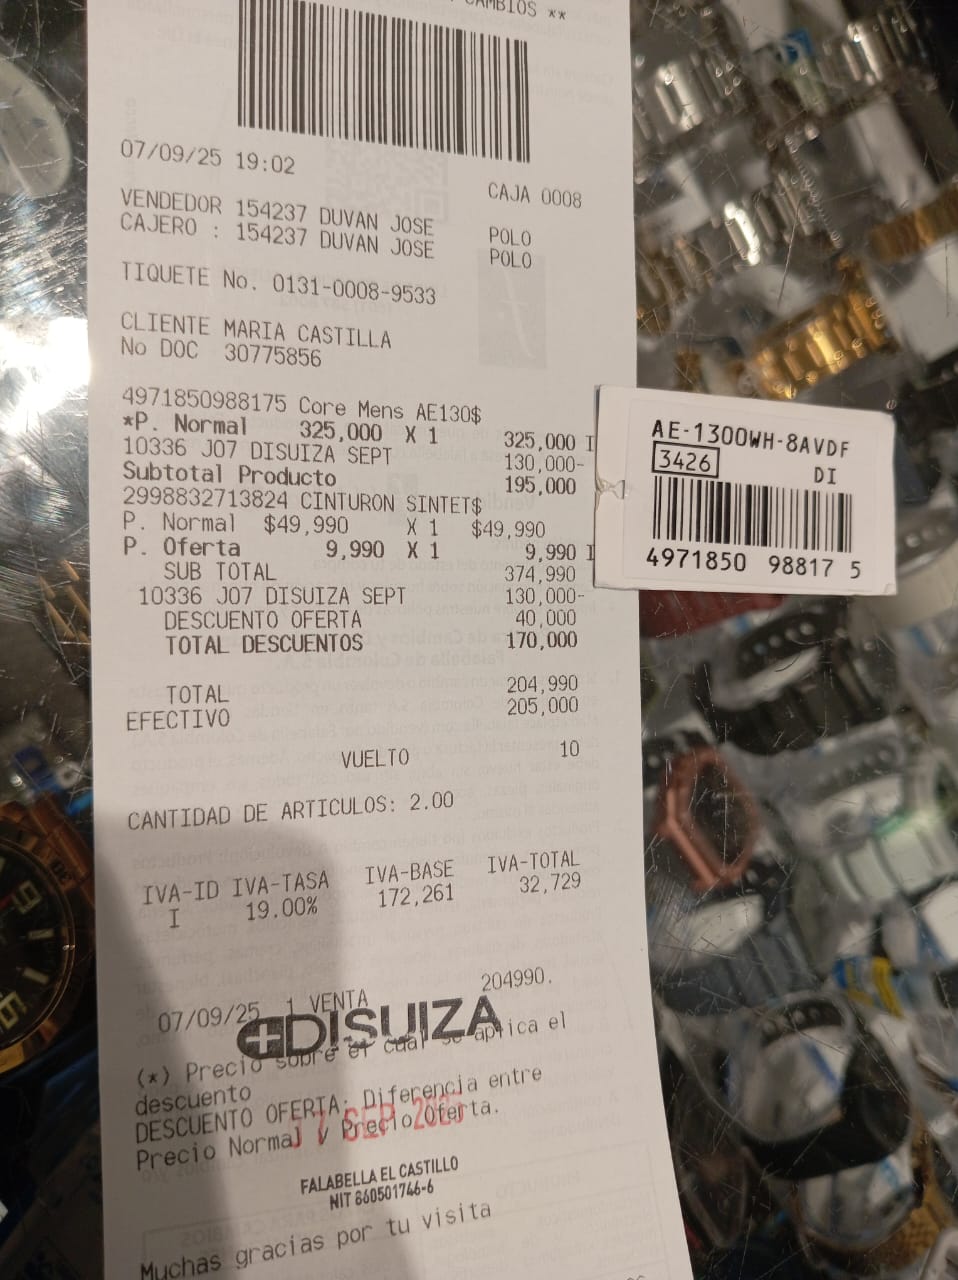 CAMBIOS **
07/09/25 19:02
CAJA 0008
VENDEDOR 154237 DUVAN JOSE POLO
CAJERO : 154237 DUVAN JOSE POLO
TIQUETE No. 0131-0008-9533
CLIENTE MARIA CASTILLA
No DOC 30775856
4971850988175 Core Mens AE130$
*P. Normal 325,000 X 1 325,000 I
10336 J07 DISUIZA SEPT 130,000-
Subtotal Producto 195,000
2998832713824 CINTURON SINTET$
P. Normal $49,990 X 1 $49,990
P. Oferta 9,990 X 1 9,990 I
SUB TOTAL 374,990
10336 J07 DISUIZA SEPT 130,000-
DESCUENTO OFERTA 40,000
TOTAL DESCUENTOS 170,000
TOTAL 204,990
EFECTIVO 205,000
VUELTO 10
CANTIDAD DE ARTICULOS: 2.00
IVA-ID IVA-TASA IVA-BASE IVA-TOTAL
I 19.00% 172,261 32,729
07/09/25 1 VENTA 204990.
DISUIZA
(*) Precio sobre el cual se aplica el
descuento
DESCUENTO OFERTA: Diferencia entre
Precio Normal y Precio Oferta.
SEP
FALABELLA EL CASTILLO
NIT 860501746-6
Muchas gracias por tu visita
AE-1300WH-8AVDF
3426 DI
4971850 98817 5